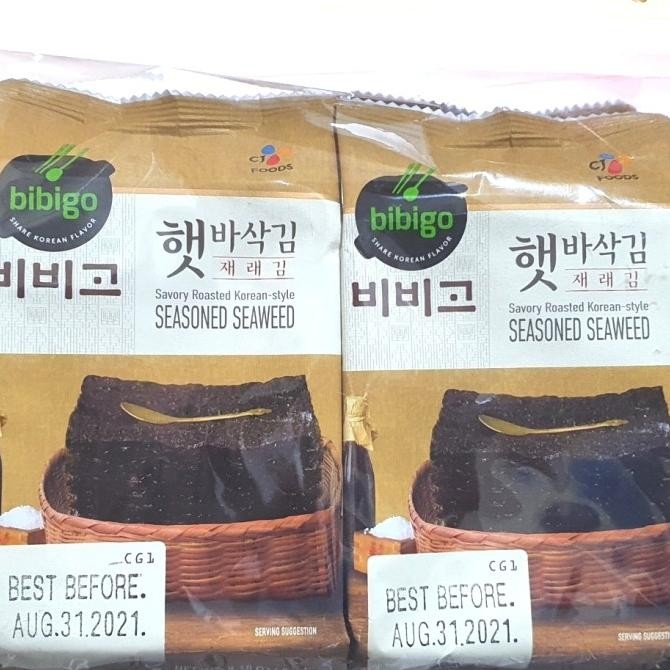 bibigo
SHARE KOREAN FLAVOR
비비고
CJ
FOODS
햇바삭김
재래김
Savory Roasted Korean-style
SEASONED SEAWEED
CG1
BEST BEFORE.
AUG.31.2021.
SERVING SUGGESTION
bibigo
SHARE KOREAN FLAVOR
비비고
CJ
FOODS
햇바삭김
재래김
Savory Roasted Korean-style
SEASONED SEAWEED
CG1
BEST BEFORE.
AUG.31.2021.
SERVING